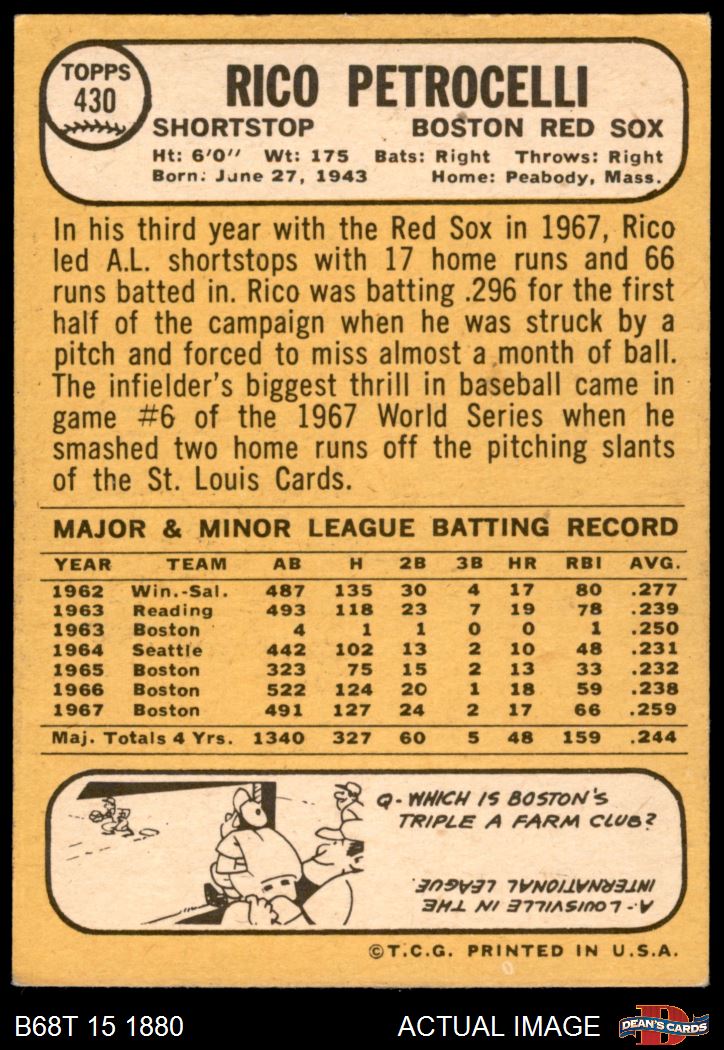 TOPPS
430
RICO PETROCELLI
SHORTSTOP BOSTON RED SOX
Ht: 6'0" Wt: 175 Bats: Right Throws: Right
Born: June 27, 1943 Home: Peabody, Mass.
In his third year with the Red Sox in 1967, Rico
led A.L. shortstops with 17 home runs and 66
runs batted in. Rico was batting .296 for the first
half of the campaign when he was struck by a
pitch and forced to miss almost a month of ball.
The infielder's biggest thrill in baseball came in
game #6 of the 1967 World Series when he
smashed two home runs off the pitching slants
of the St. Louis Cards.
MAJOR & MINOR LEAGUE BATTING RECORD
YEAR TEAM AB H 2B 3B HR RBI AVG.
1962 Win.-Sal. 487 135 30 4 17 80 .277
1963 Reading 493 118 23 7 19 78 .239
1963 Boston 4 1 1 0 0 1 .250
1964 Seattle 442 102 13 2 10 48 .231
1965 Boston 323 75 15 2 13 33 .232
1966 Boston 522 124 20 1 18 59 .238
1967 Boston 491 127 24 2 17 66 .259
Maj. Totals 4 Yrs. 1340 327 60 5 48 159 .244
Q- WHICH IS BOSTON'S
TRIPLE A FARM CLUB?
A- LOUISVILLE IN THE
INTERNATIONAL LEAGUE.
©T.C.G. PRINTED IN U.S.A.
B68T 15 1880 ACTUAL IMAGE
D
DEAN'S CARDS